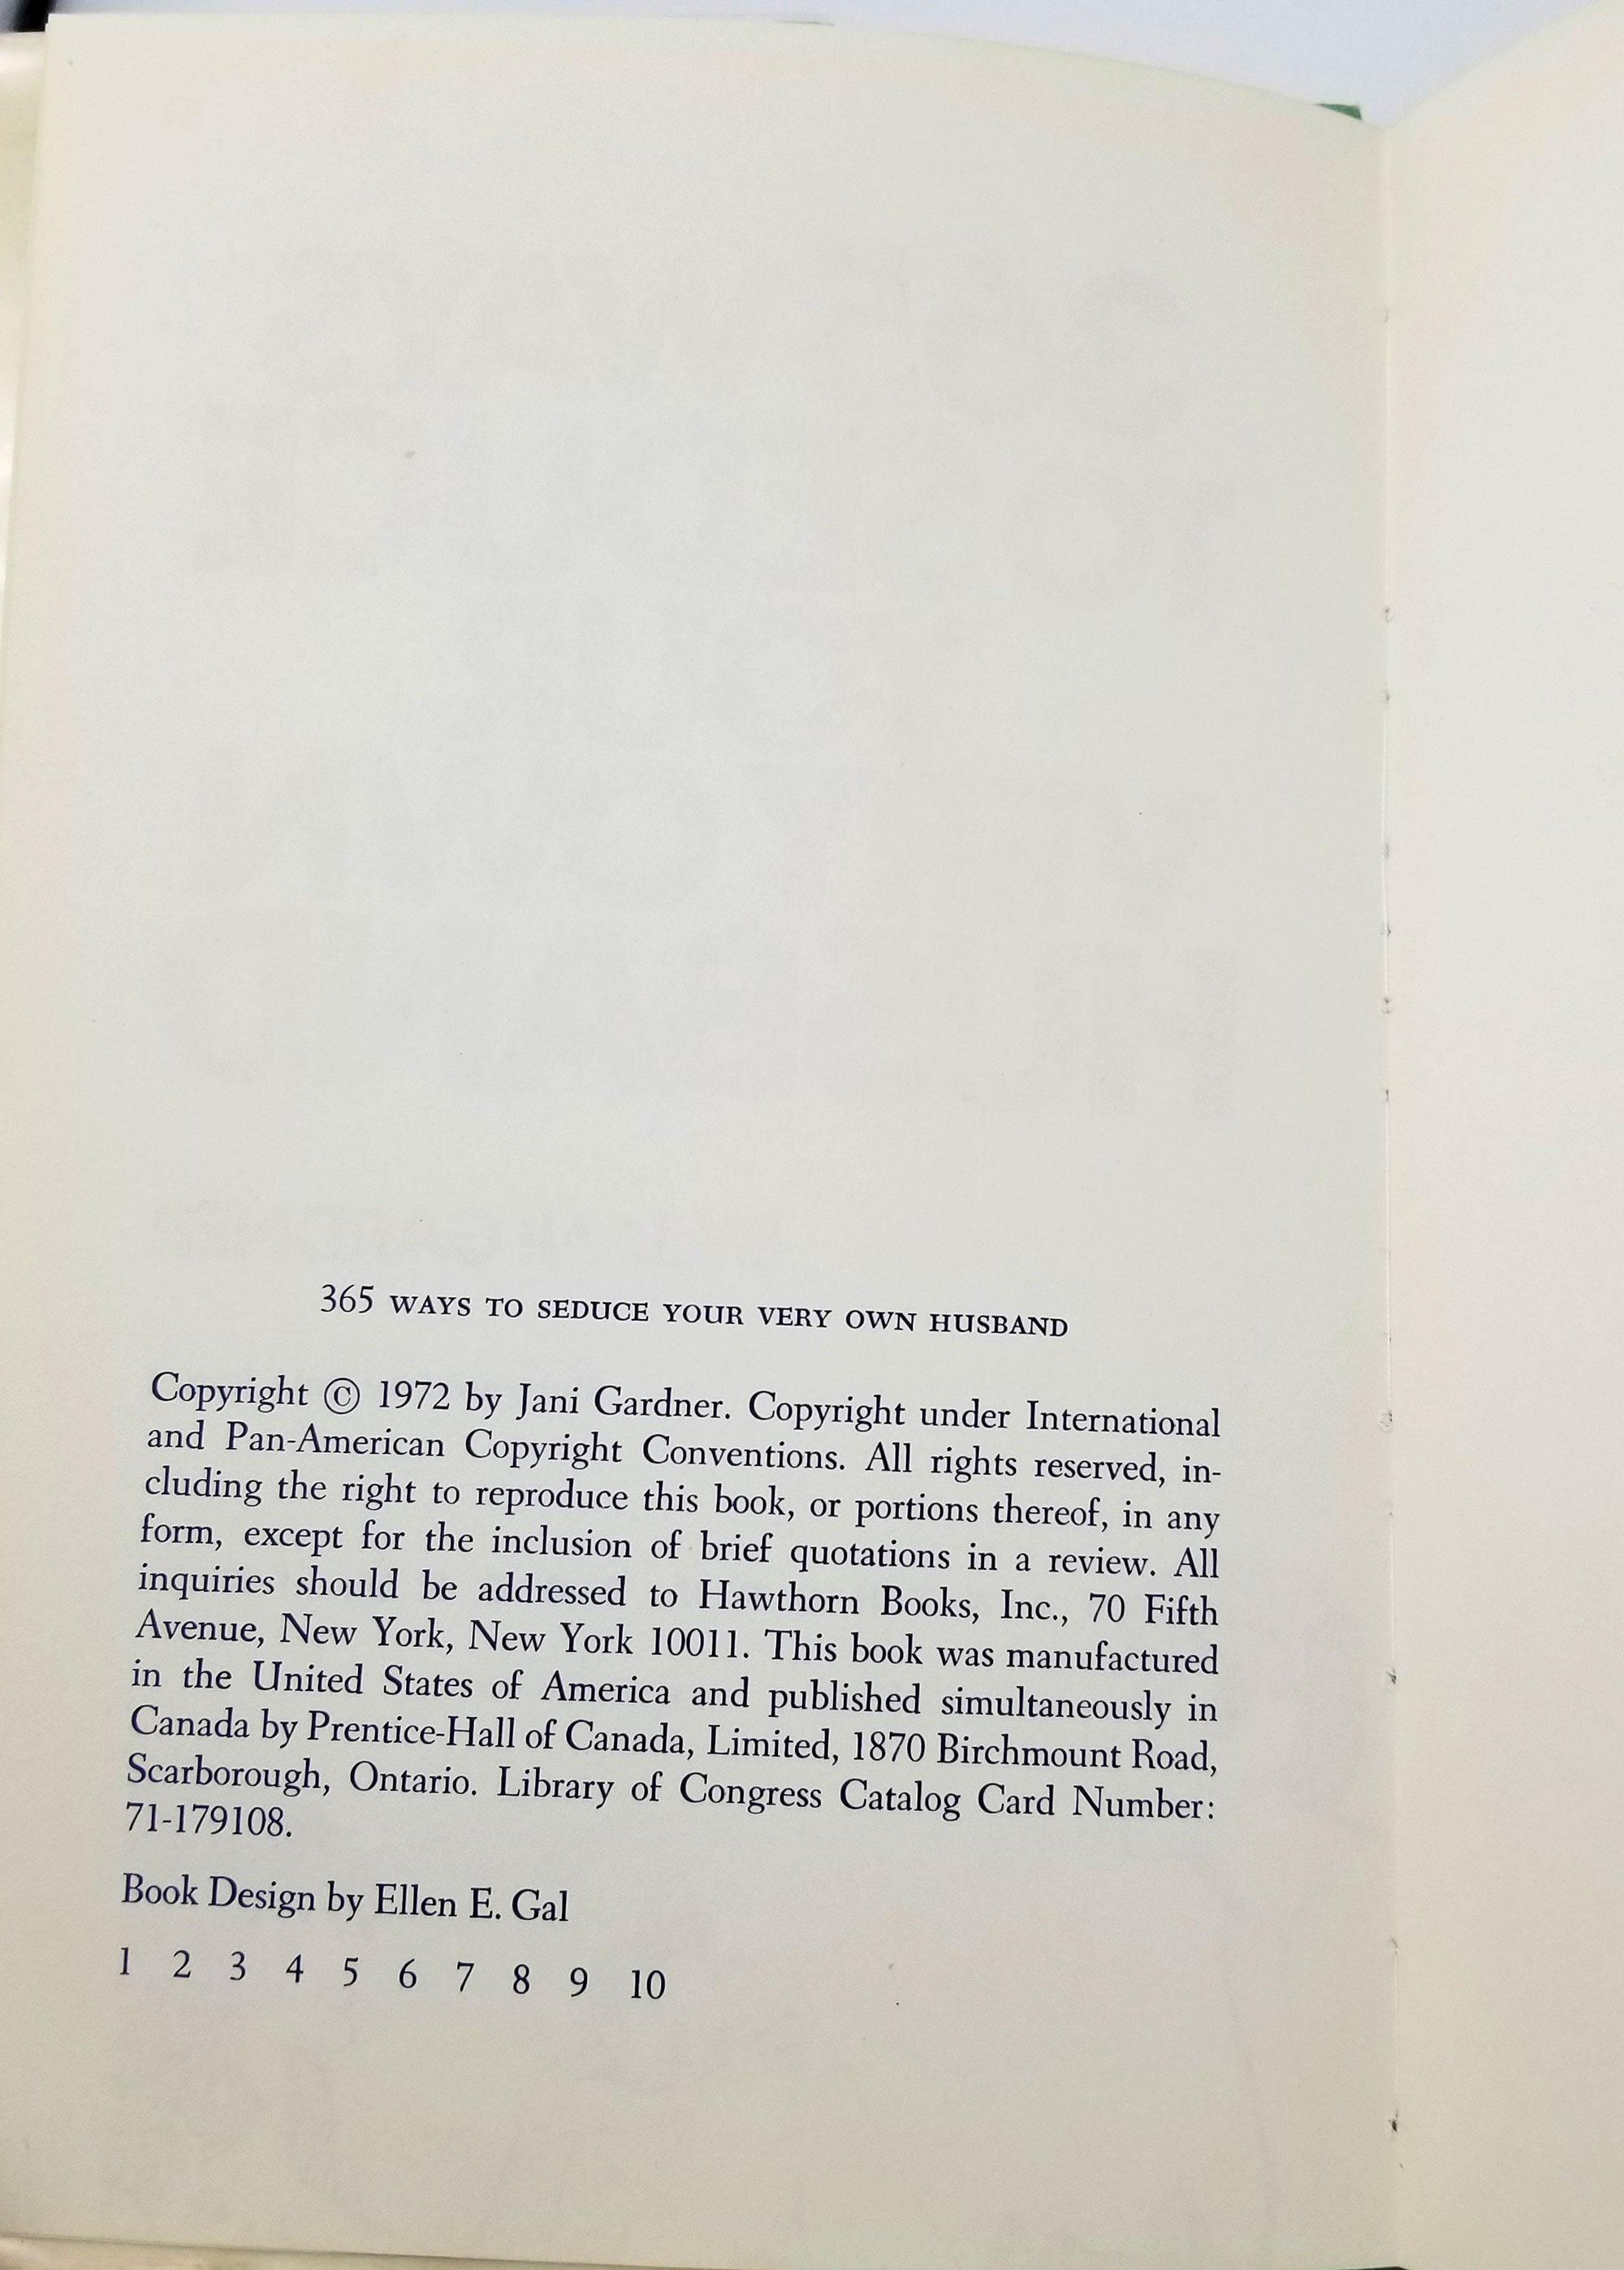 365 WAYS TO SEDUCE YOUR VERY OWN HUSBAND
Copyright © 1972 by Jani Gardner. Copyright under International
and Pan-American Copyright Conventions. All rights reserved, in-
cluding the right to reproduce this book, or portions thereof, in any
form, except for the inclusion of brief quotations in a review. All
inquiries should be addressed to Hawthorn Books, Inc., 70 Fifth
Avenue, New York, New York 10011. This book was manufactured
in the United States of America and published simultaneously in
Canada by Prentice-Hall of Canada, Limited, 1870 Birchmount Road,
Scarborough, Ontario. Library of Congress Catalog Card Number:
71-179108.
Book Design by Ellen E. Gal
1 2 3 4 5 6 7 8 9 10